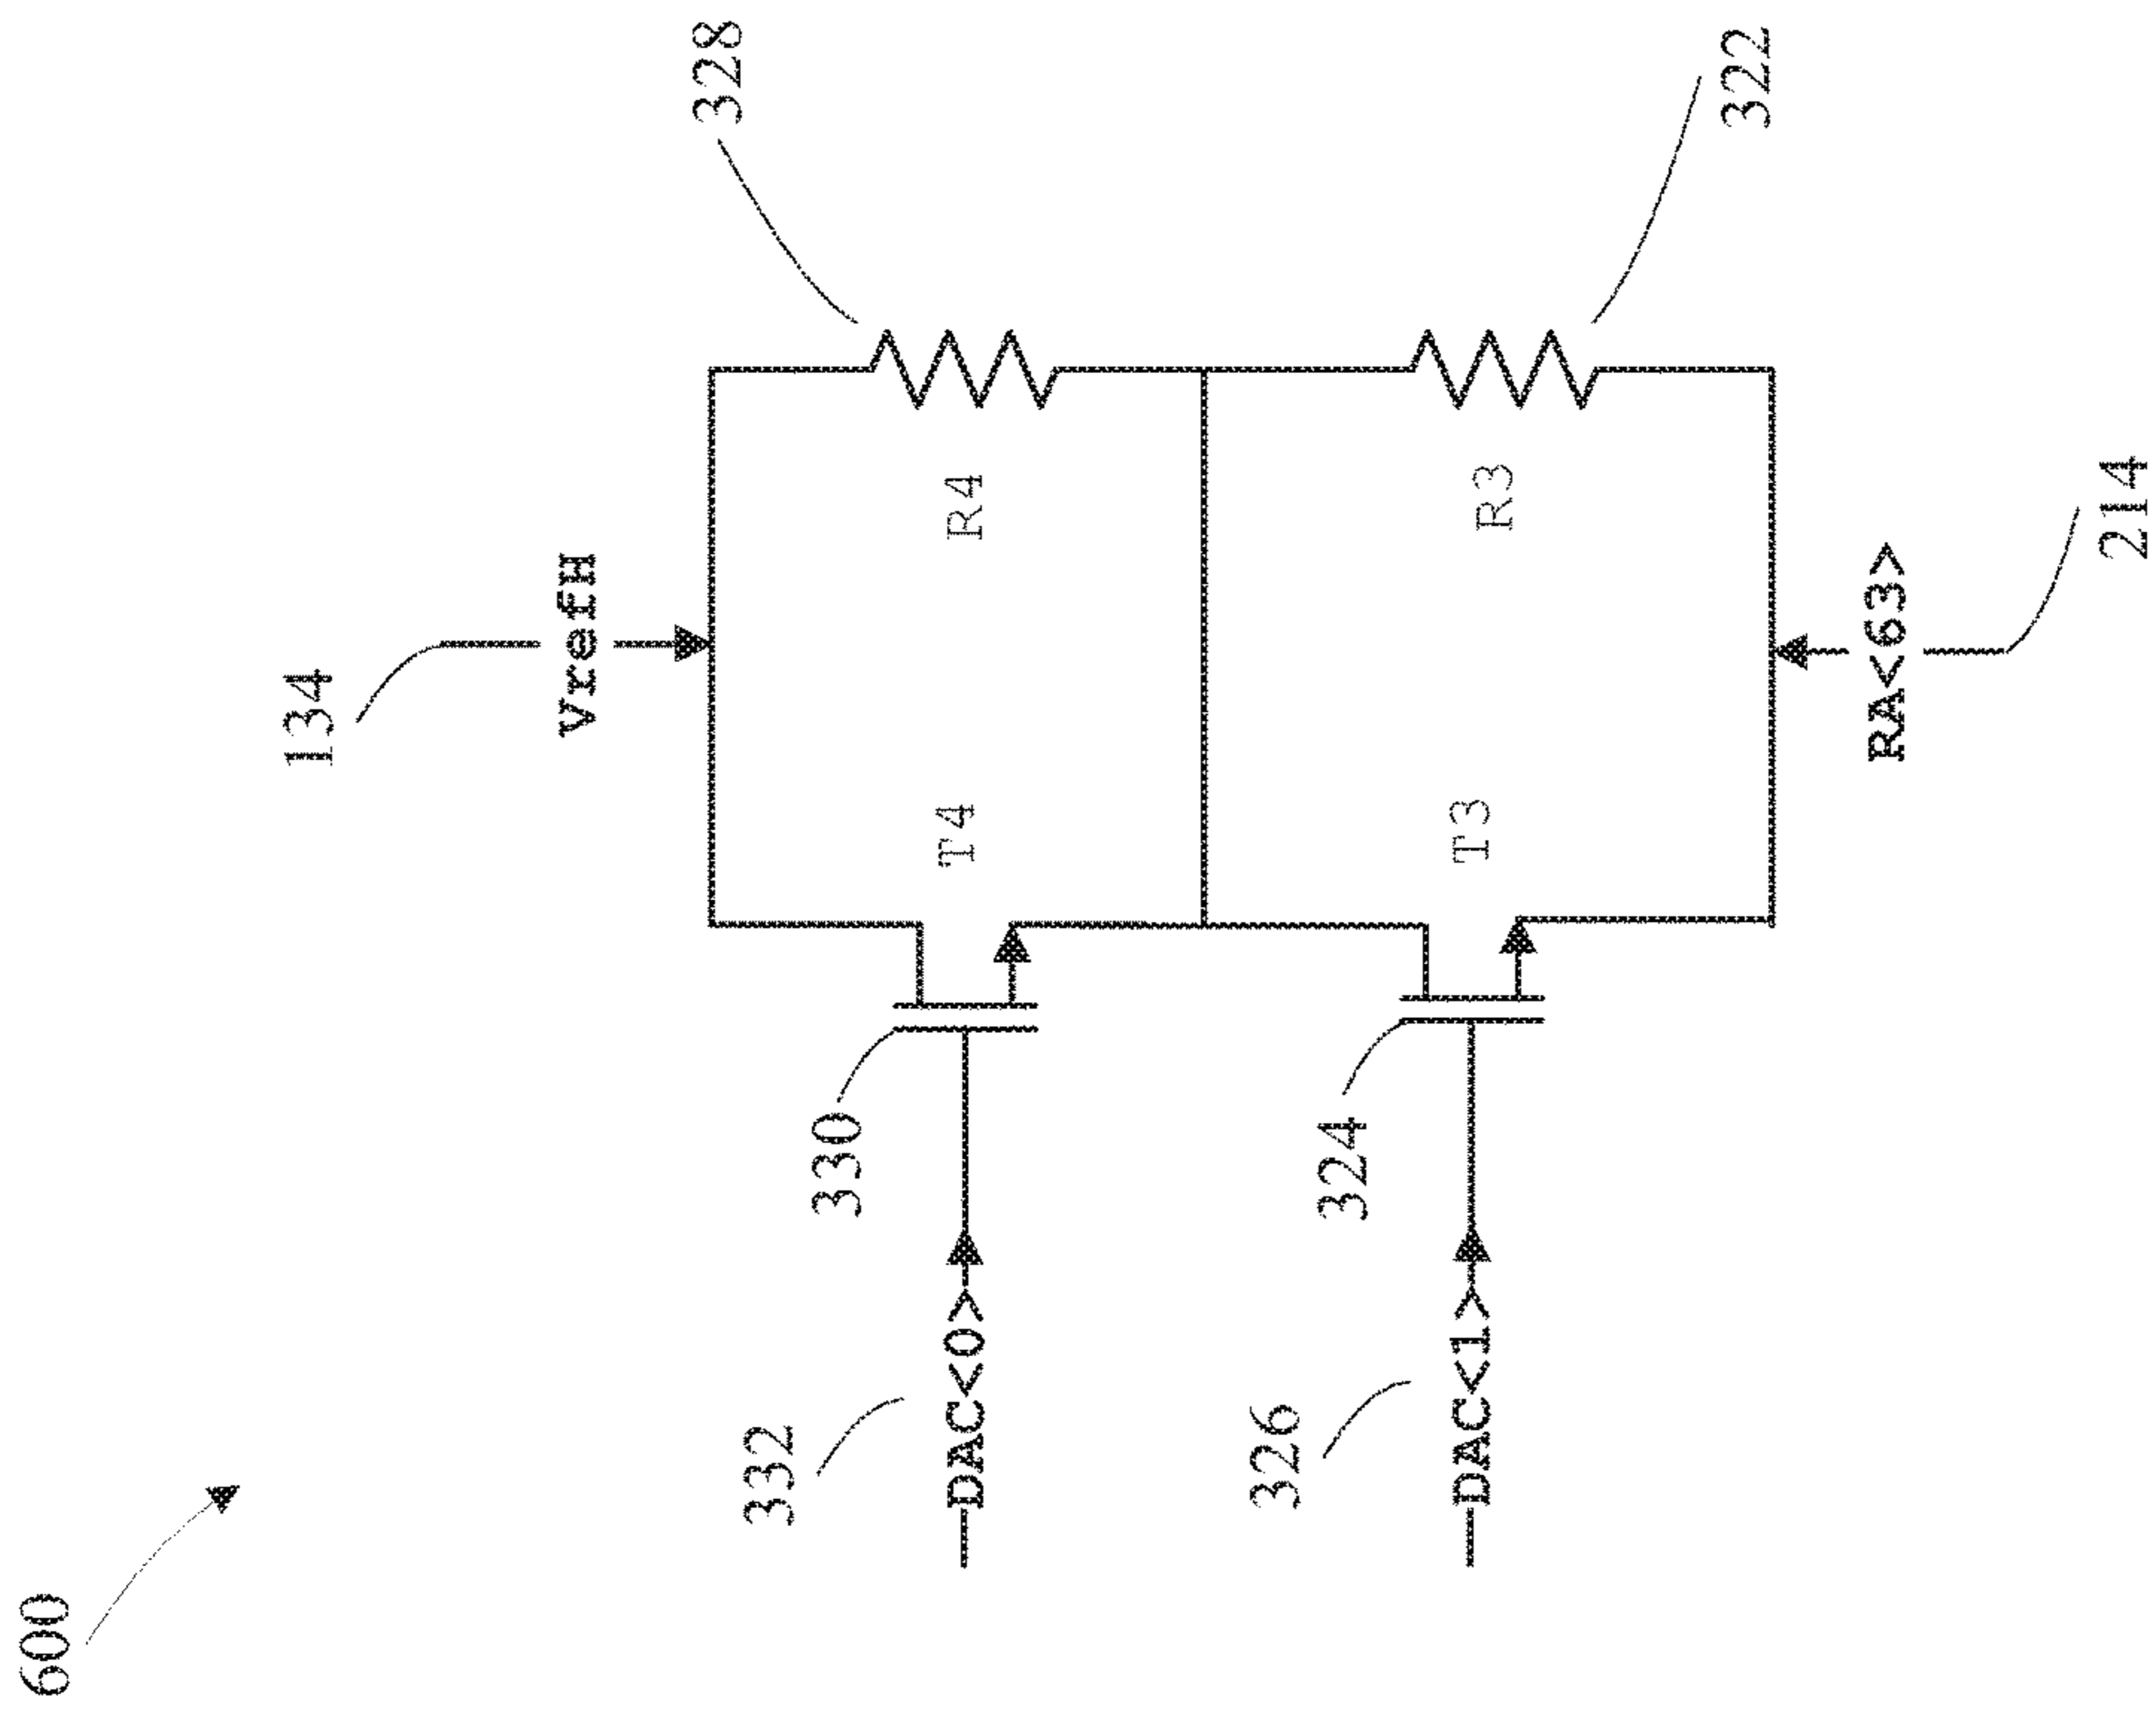 600
134
VrefH
328
R4
T4
330
332
DAC<0>
322
R3
T3
324
326
DAC<1>
RA<63>
214